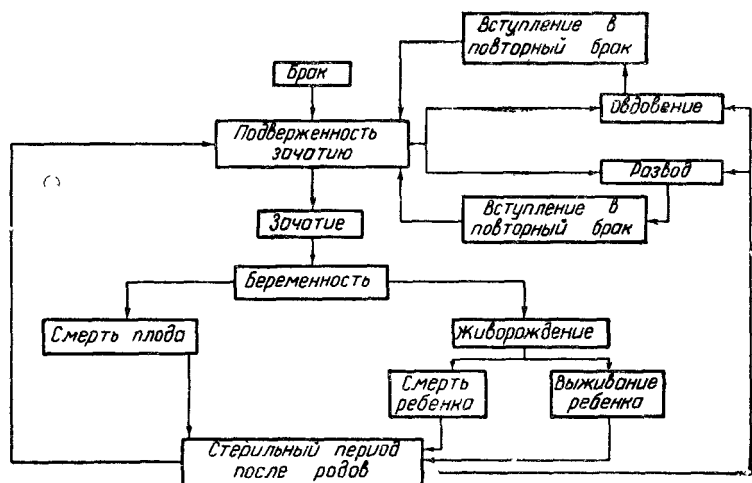 Вступление в
повторный брак
Брак
Овдовение
Подверженность
зачатию
Развод
Зачатие
Вступление в
повторный брак
Беременность
Смерть плода
Живорождение
Смерть
ребенка
Выживание
ребенка
Стерильный период
после родов